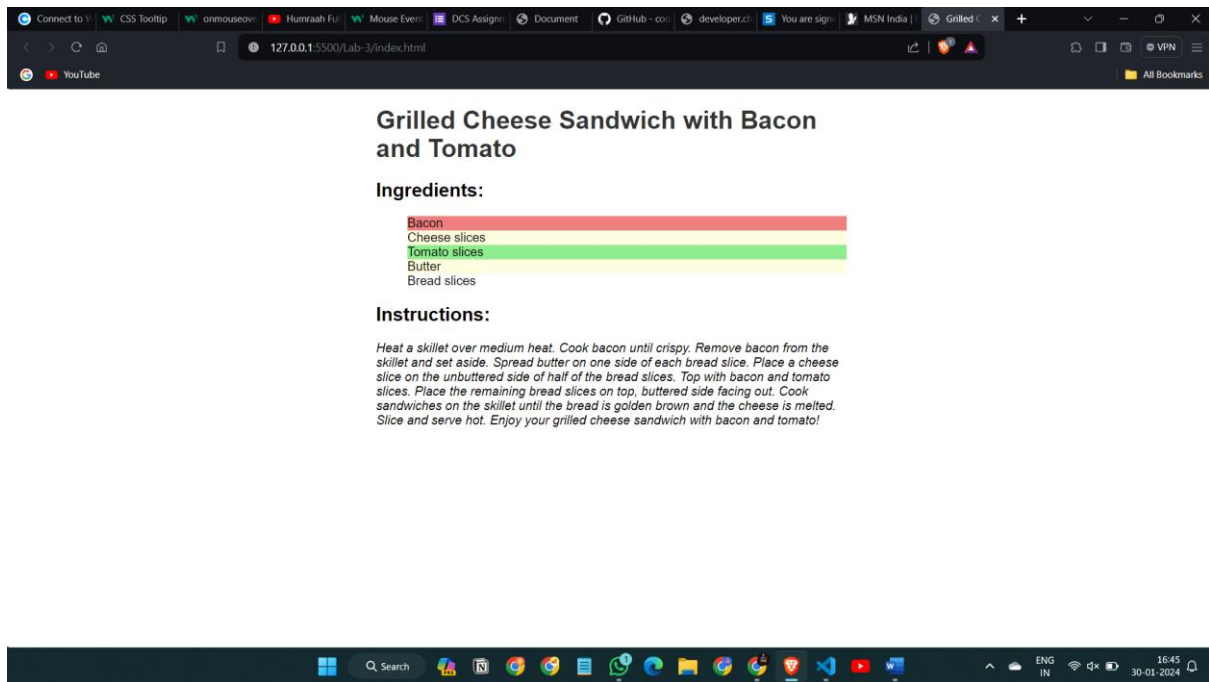 Connect to V
CSS Tooltip
onmouseove
Humraah Ful
Mouse Event
DCS Assignm
Document
GitHub - cod
developer.ch
You are sign
MSN India |
Grilled C
127.0.0.1:5500/Lab-3/index.html
VPN
YouTube
All Bookmarks
Grilled Cheese Sandwich with Bacon
and Tomato
Ingredients:
Bacon
Cheese slices
Tomato slices
Butter
Bread slices
Instructions:
Heat a skillet over medium heat. Cook bacon until crispy. Remove bacon from the
skillet and set aside. Spread butter on one side of each bread slice. Place a cheese
slice on the unbuttered side of half of the bread slices. Top with bacon and tomato
slices. Place the remaining bread slices on top, buttered side facing out. Cook
sandwiches on the skillet until the bread is golden brown and the cheese is melted.
Slice and serve hot. Enjoy your grilled cheese sandwich with bacon and tomato!
Search
ENG
IN
16:45
30-01-2024